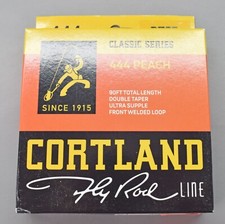 CLASSIC SERIES
444 PEACH
80FT TOTAL LENGTH
DOUBLE TAPER
ULTRA SUPPLE
FRONT WELDED LOOP
SINCE 1915
CORTLAND
Fly Rod LINE